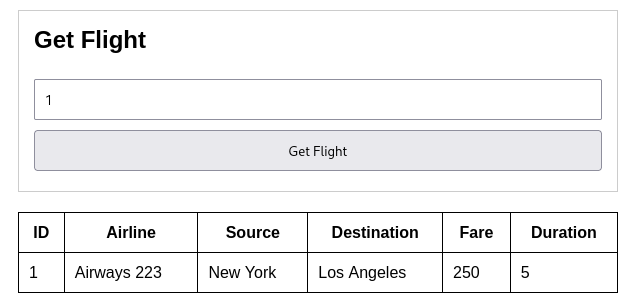 Get Flight
1
Get Flight
ID Airline Source Destination Fare Duration
1 Airways 223 New York Los Angeles 250 5